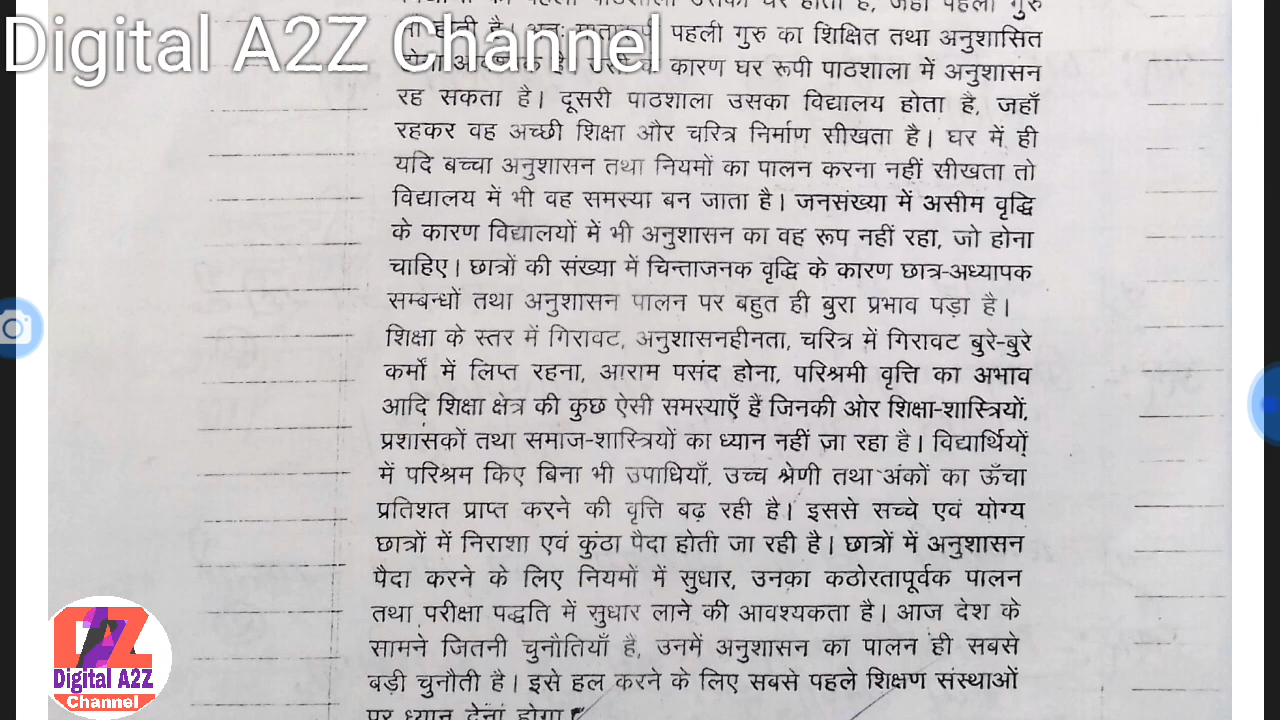 Digital A2Z Channel
पहली गुरु का शिक्षित तथा अनुशासित
कारण घर रूपी पाठशाला में अनुशासन
रह सकता है। दूसरी पाठशाला उसका विद्यालय होता है, जहाँ
रहकर वह अच्छी शिक्षा और चरित्र निर्माण सीखता है। घर में ही
यदि बच्चा अनुशासन तथा नियमों का पालन करना नहीं सीखता तो
विद्यालय में भी वह समस्या बन जाता है। जनसंख्या में असीम वृद्धि
के कारण विद्यालयों में भी अनुशासन का वह रूप नहीं रहा, जो होना
चाहिए। छात्रों की संख्या में चिन्ताजनक वृद्धि के कारण छात्र-अध्यापक
सम्बन्धों तथा अनुशासन पालन पर बहुत ही बुरा प्रभाव पड़ा है।
शिक्षा के स्तर में गिरावट, अनुशासनहीनता, चरित्र में गिरावट बुरे-बुरे
कर्मों में लिप्त रहना, आराम पसंद होना, परिश्रमी वृत्ति का अभाव
आदि शिक्षा क्षेत्र की कुछ ऐसी समस्याएँ हैं जिनकी ओर शिक्षा-शास्त्रियों,
प्रशासकों तथा समाज-शास्त्रियों का ध्यान नहीं जा रहा है। विद्यार्थियों
में परिश्रम किए बिना भी उपाधियाँ, उच्च श्रेणी तथा अंकों का ऊँचा
प्रतिशत प्राप्त करने की वृत्ति बढ़ रही है। इससे सच्चे एवं योग्य
छात्रों में निराशा एवं कुंठा पैदा होती जा रही है। छात्रों में अनुशासन
पैदा करने के लिए नियमों में सुधार, उनका कठोरतापूर्वक पालन
तथा परीक्षा पद्धति में सुधार लाने की आवश्यकता है। आज देश के
सामने जितनी चुनौतियाँ है, उनमें अनुशासन का पालन ही सबसे
बड़ी चुनौती है। इसे हल करने के लिए सबसे पहले शिक्षण संस्थाओं
पर ध्यान देना होगा।
Digital A2Z
Channel